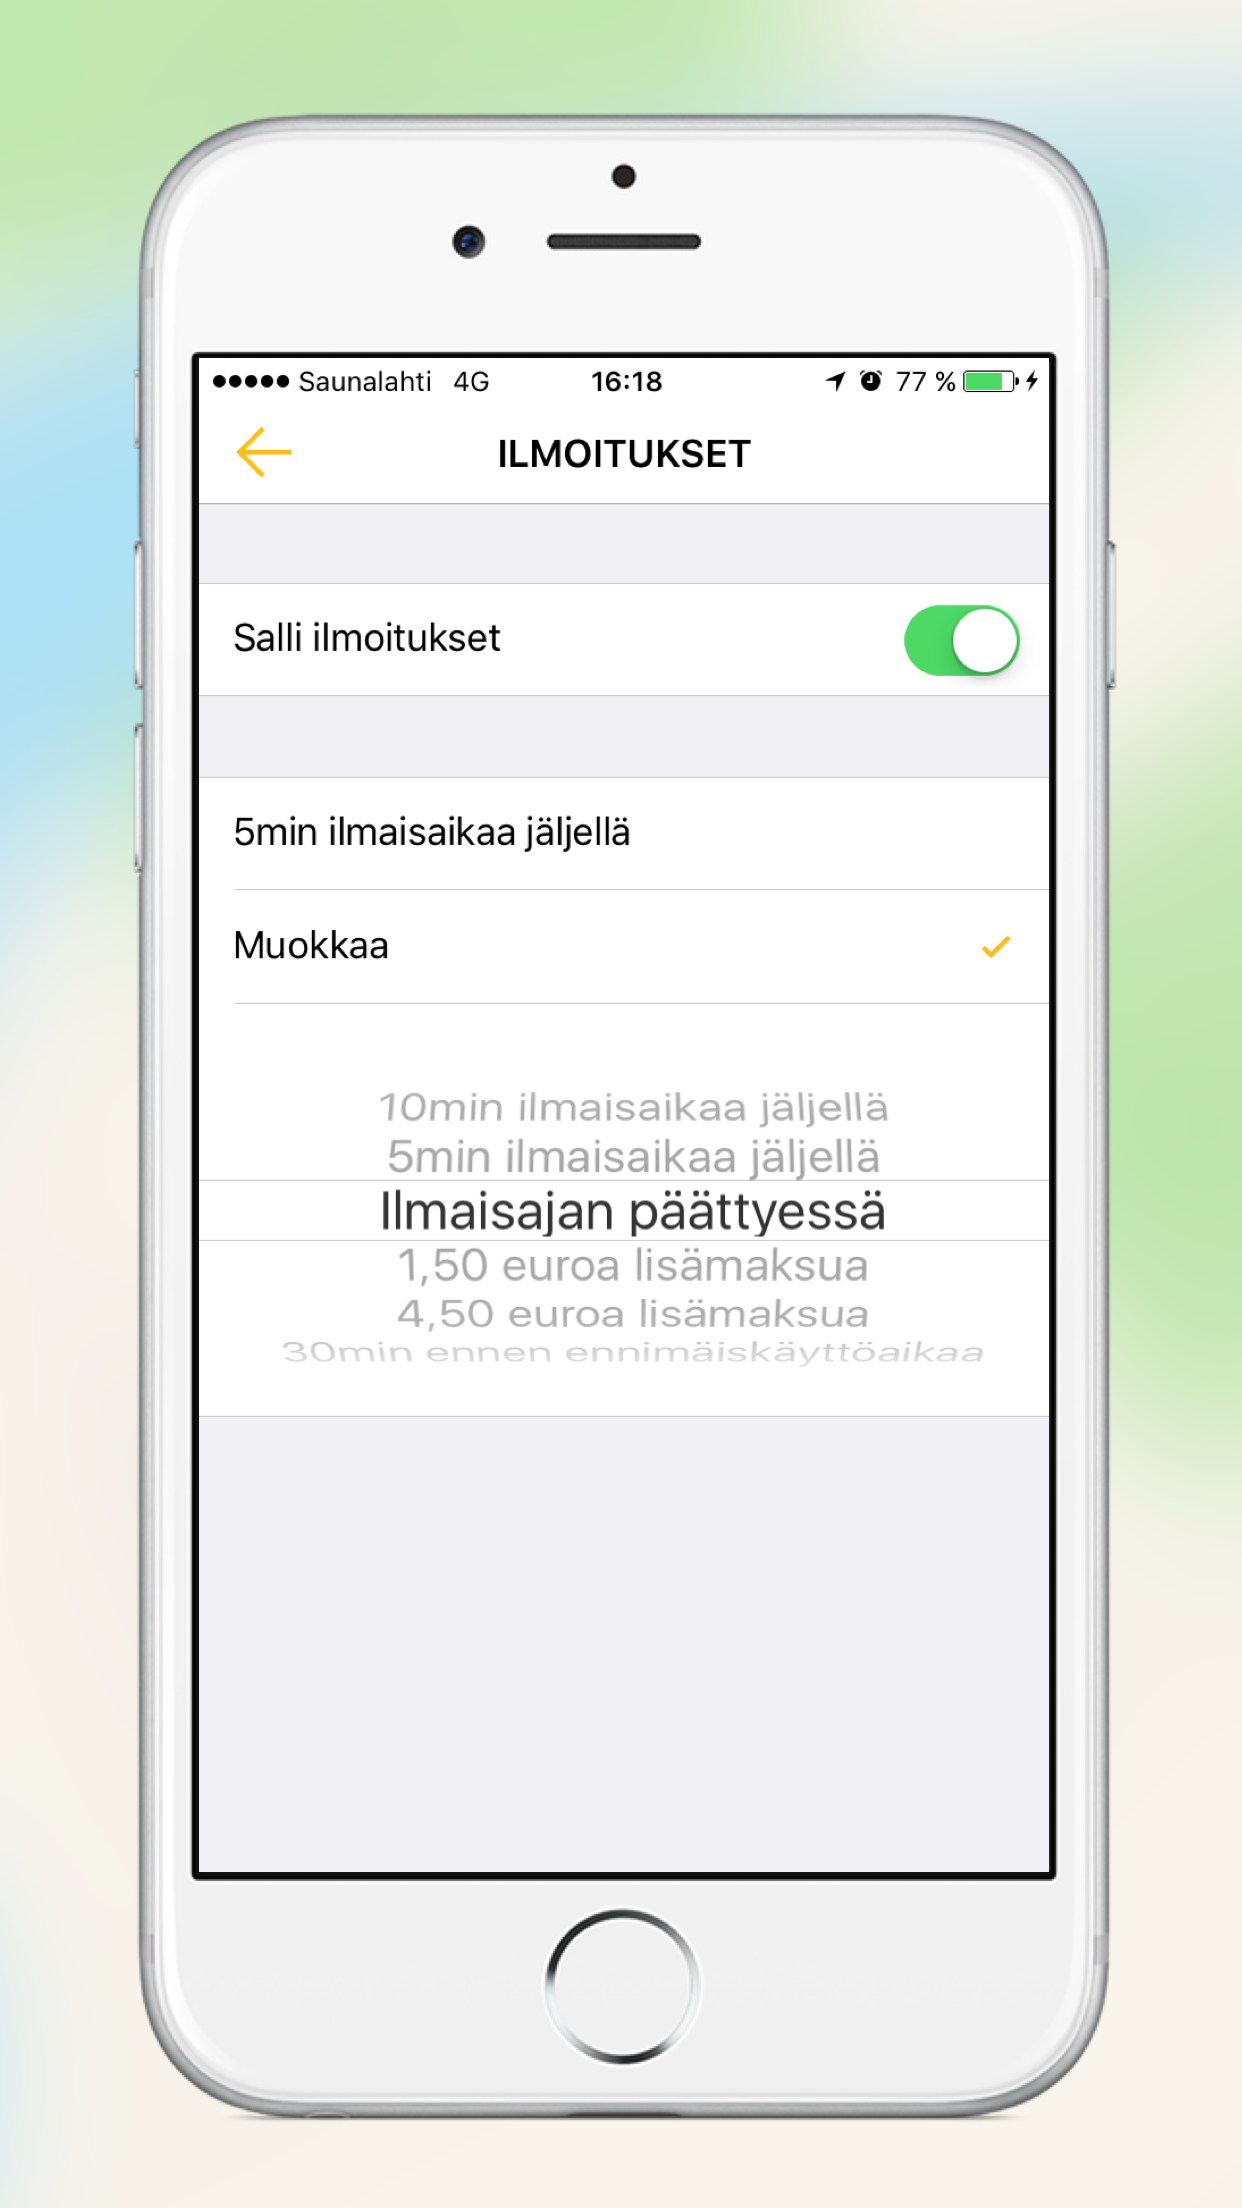 Saunalahti 4G 16:18 77 %
ILMOITUKSET
Salli ilmoitukset
5min ilmaisaikaa jäljellä
Muokkaa
10min ilmaisaikaa jäljellä
5min ilmaisaikaa jäljellä
Ilmaisajan päättyessä
1,50 euroa lisämaksua
4,50 euroa lisämaksua
30min ennen ennimäiskäyttöaikaa